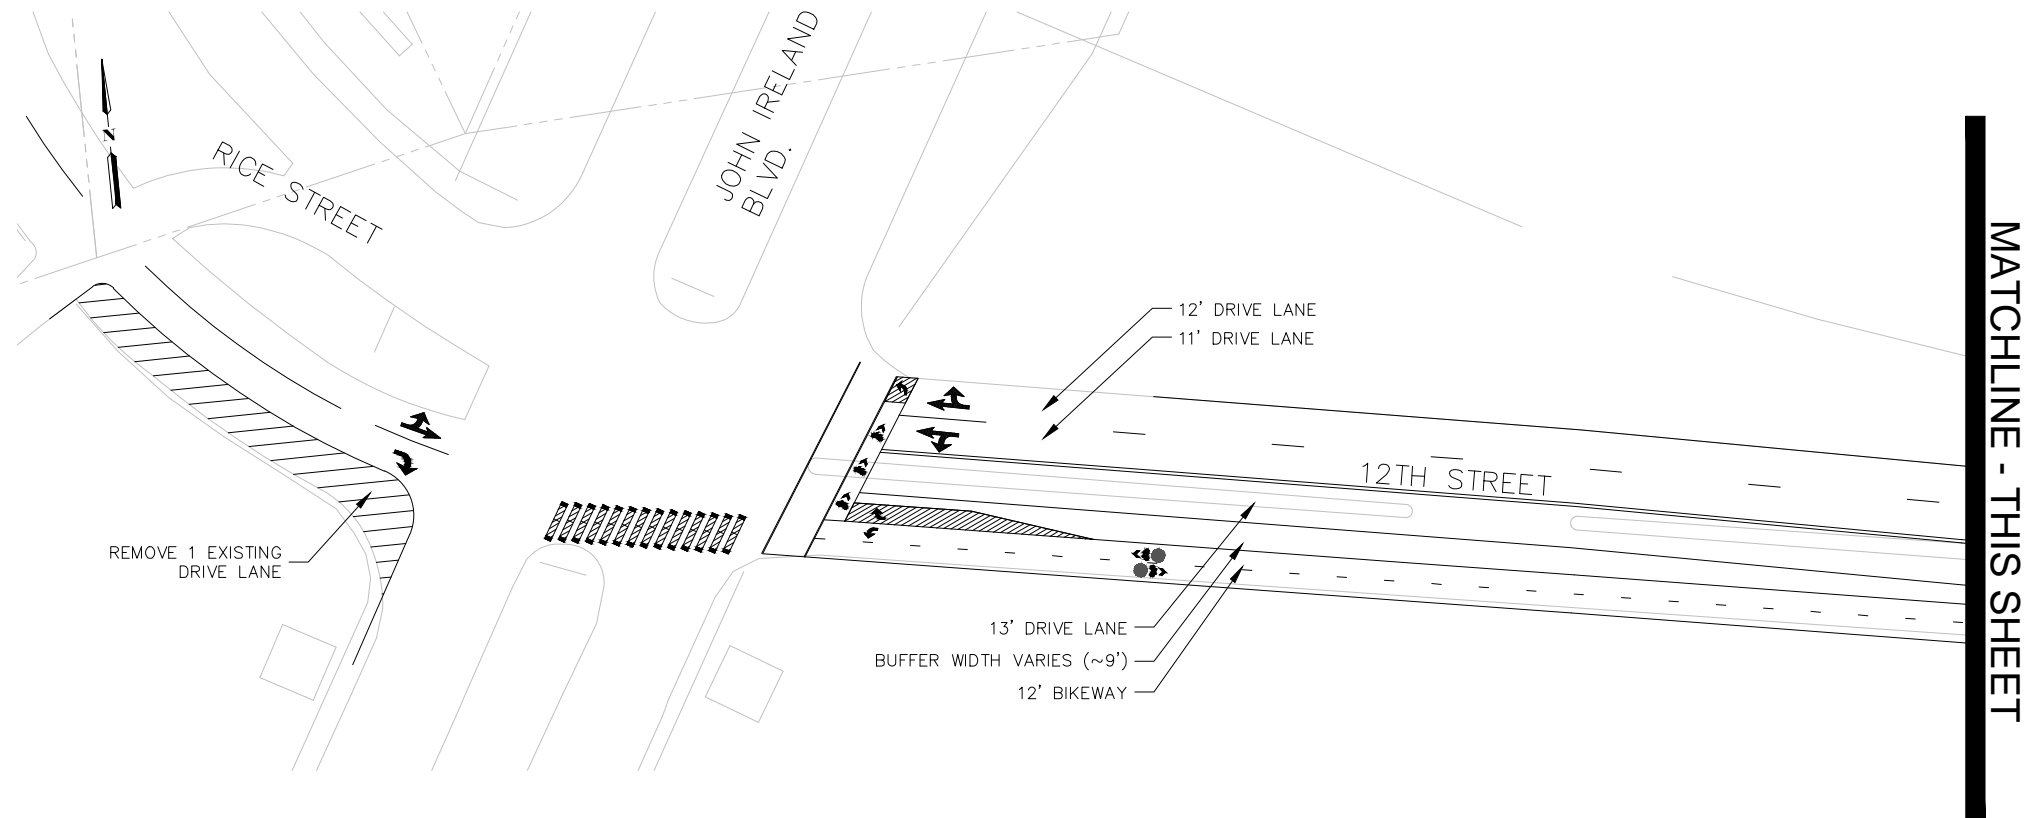 N
RICE STREET
JOHN IRELAND
BLVD.
12' DRIVE LANE
11' DRIVE LANE
12TH STREET
REMOVE 1 EXISTING
DRIVE LANE
13' DRIVE LANE
BUFFER WIDTH VARIES (~9')
12' BIKEWAY
MATCHLINE - THIS SHEET